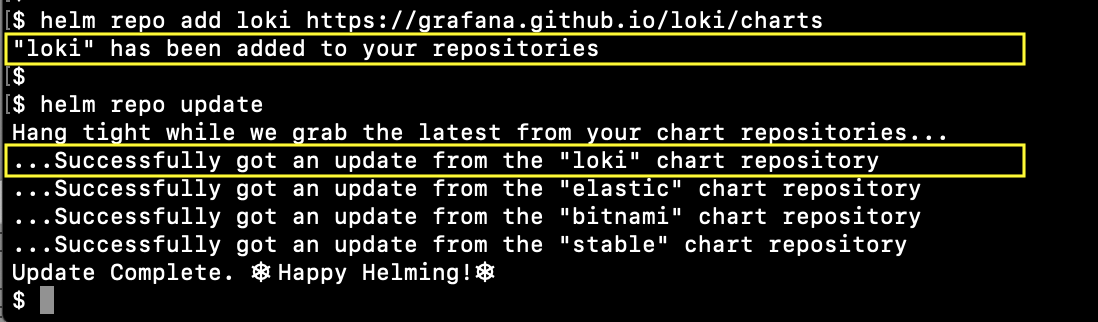 $ helm repo add loki https://grafana.github.io/loki/charts
"loki" has been added to your repositories
$
$ helm repo update
Hang tight while we grab the latest from your chart repositories...
...Successfully got an update from the "loki" chart repository
...Successfully got an update from the "elastic" chart repository
...Successfully got an update from the "bitnami" chart repository
...Successfully got an update from the "stable" chart repository
Update Complete. ⎈Happy Helming!⎈
$